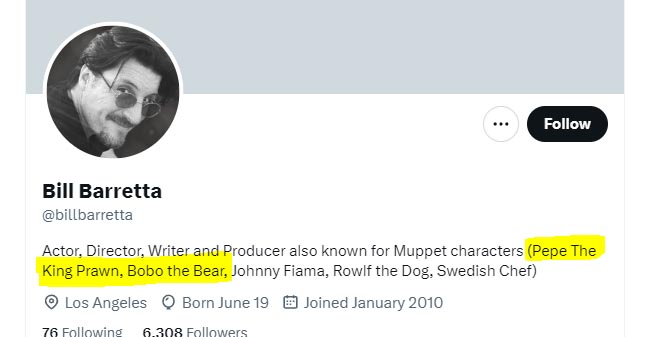 Follow
Bill Barretta
@billbarretta
Actor, Director, Writer and Producer also known for Muppet characters (Pepe The
King Prawn, Bobo the Bear, Johnny Fiama, Rowlf the Dog, Swedish Chef)
Los Angeles Born June 19 Joined January 2010
76 Following 6,308 Followers